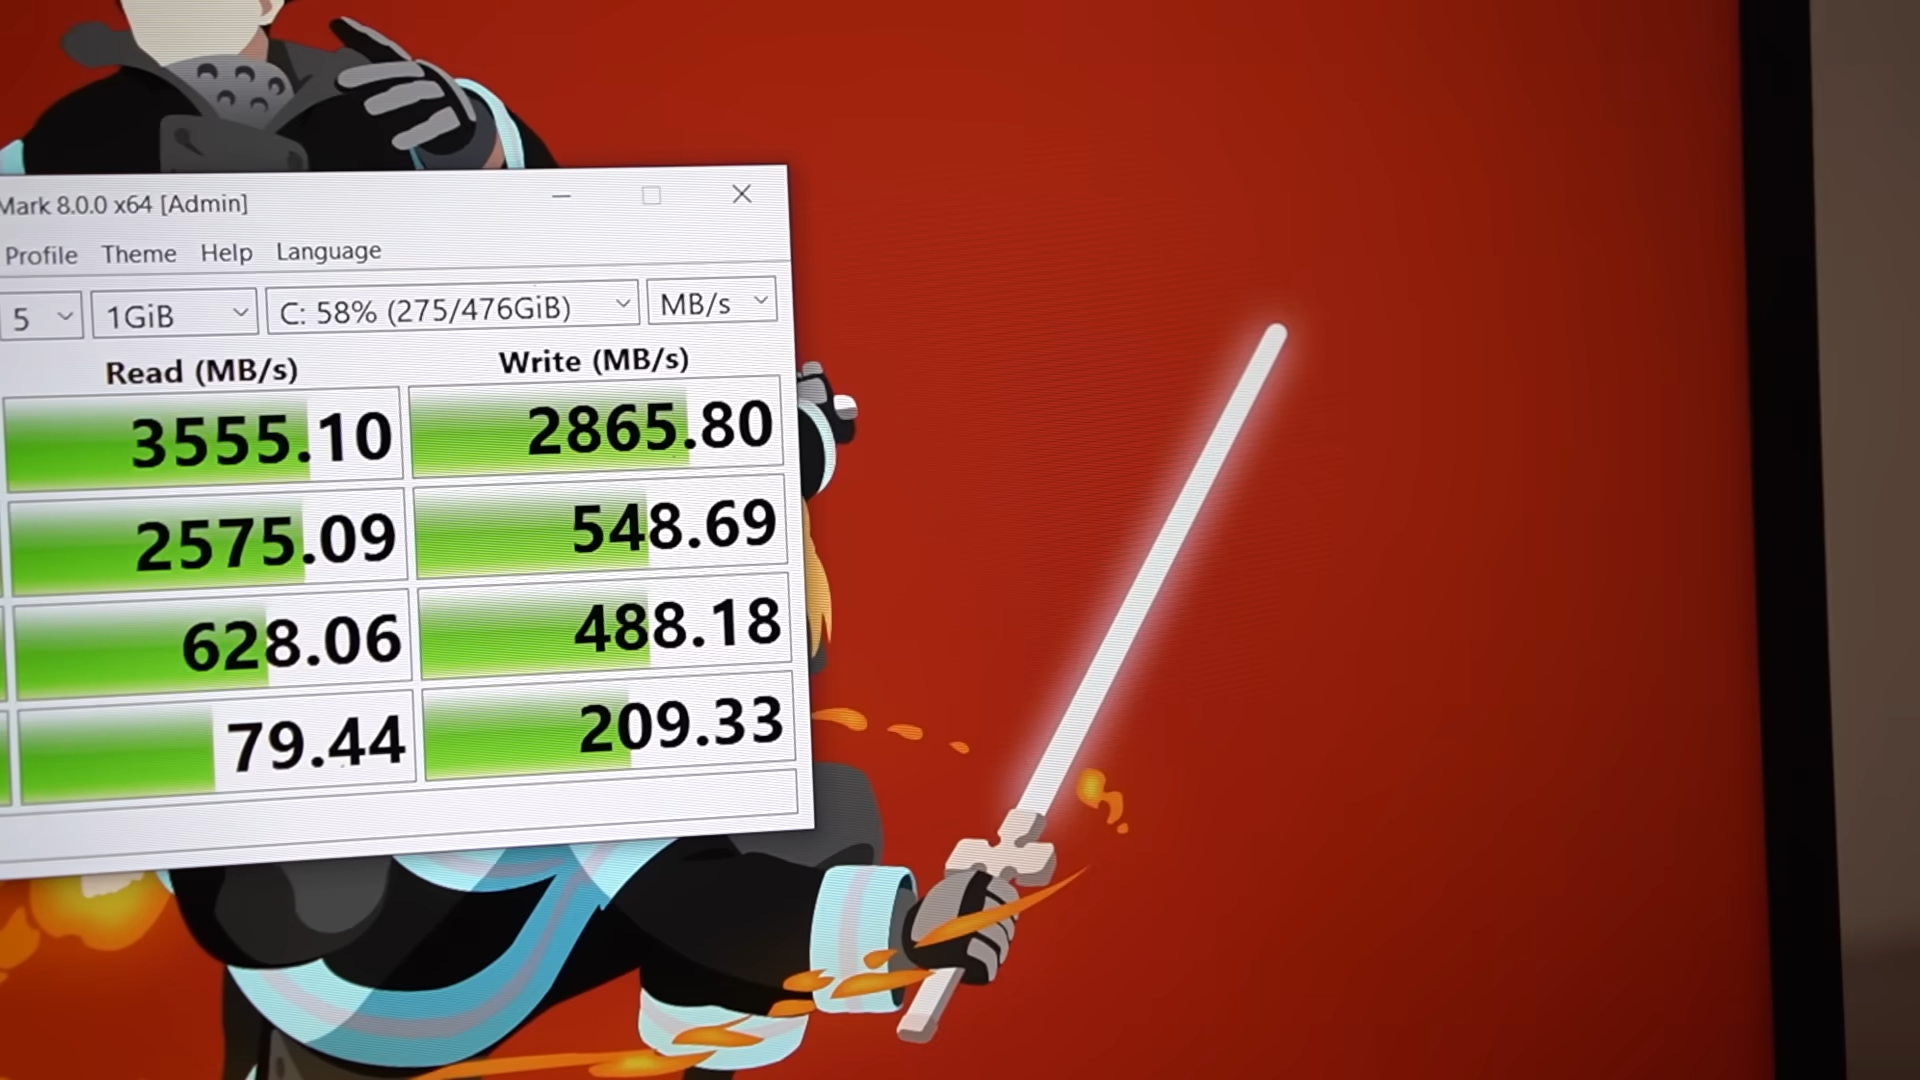 Mark 8.0.0 x64 [Admin]
Profile Theme Help Language
5 1GiB C: 58% (275/476GiB) MB/s
Read (MB/s) Write (MB/s)
3555.10 2865.80
2575.09 548.69
628.06 488.18
79.44 209.33